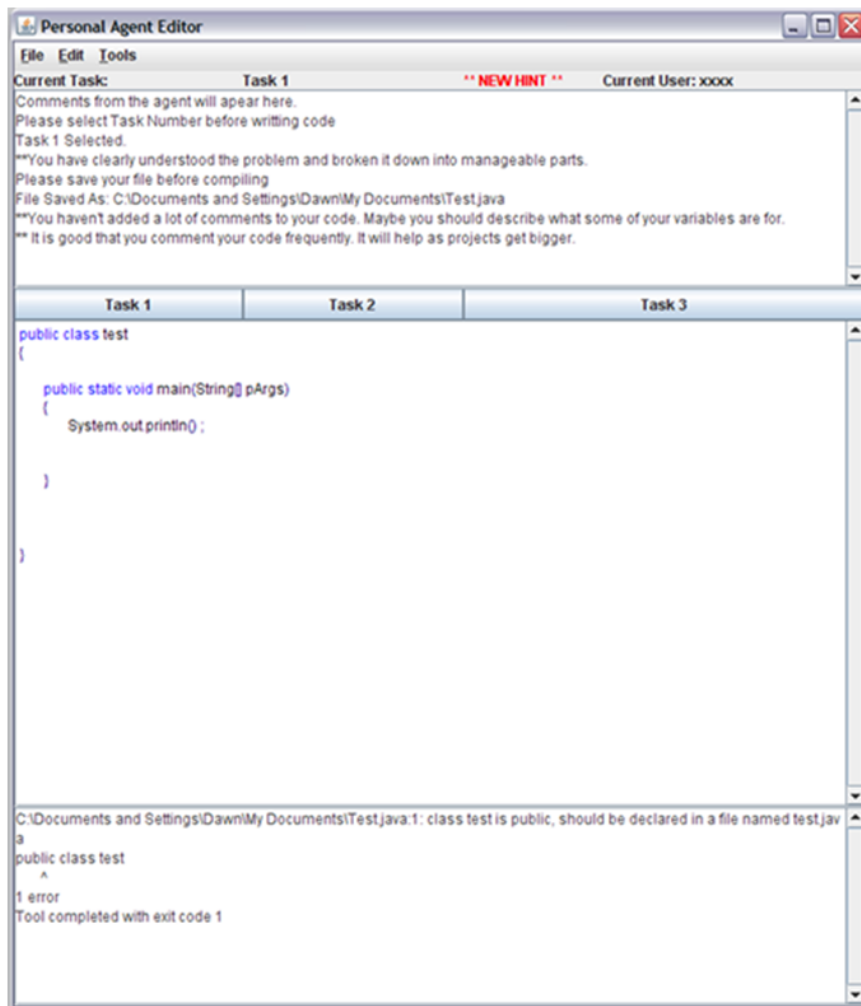 Personal Agent Editor
File Edit Tools
Current Task: Task 1 ** NEW HINT ** Current User: xxxx
Comments from the agent will apear here.
Please select Task Number before writting code
Task 1 Selected.
**You have clearly understood the problem and broken it down into manageable parts.
Please save your file before compiling
File Saved As: C:\Documents and Settings\Dawn\My Documents\Test.java
**You haven't added a lot of comments to your code. Maybe you should describe what some of your variables are for.
** It is good that you comment your code frequently. It will help as projects get bigger.
Task 1 Task 2 Task 3
public class test
{
public static void main(String[] pArgs)
{
System.out.println() ;
}
}
C:\Documents and Settings\Dawn\My Documents\Test.java:1: class test is public, should be declared in a file named test.jav
a
public class test
^
1 error
Tool completed with exit code 1